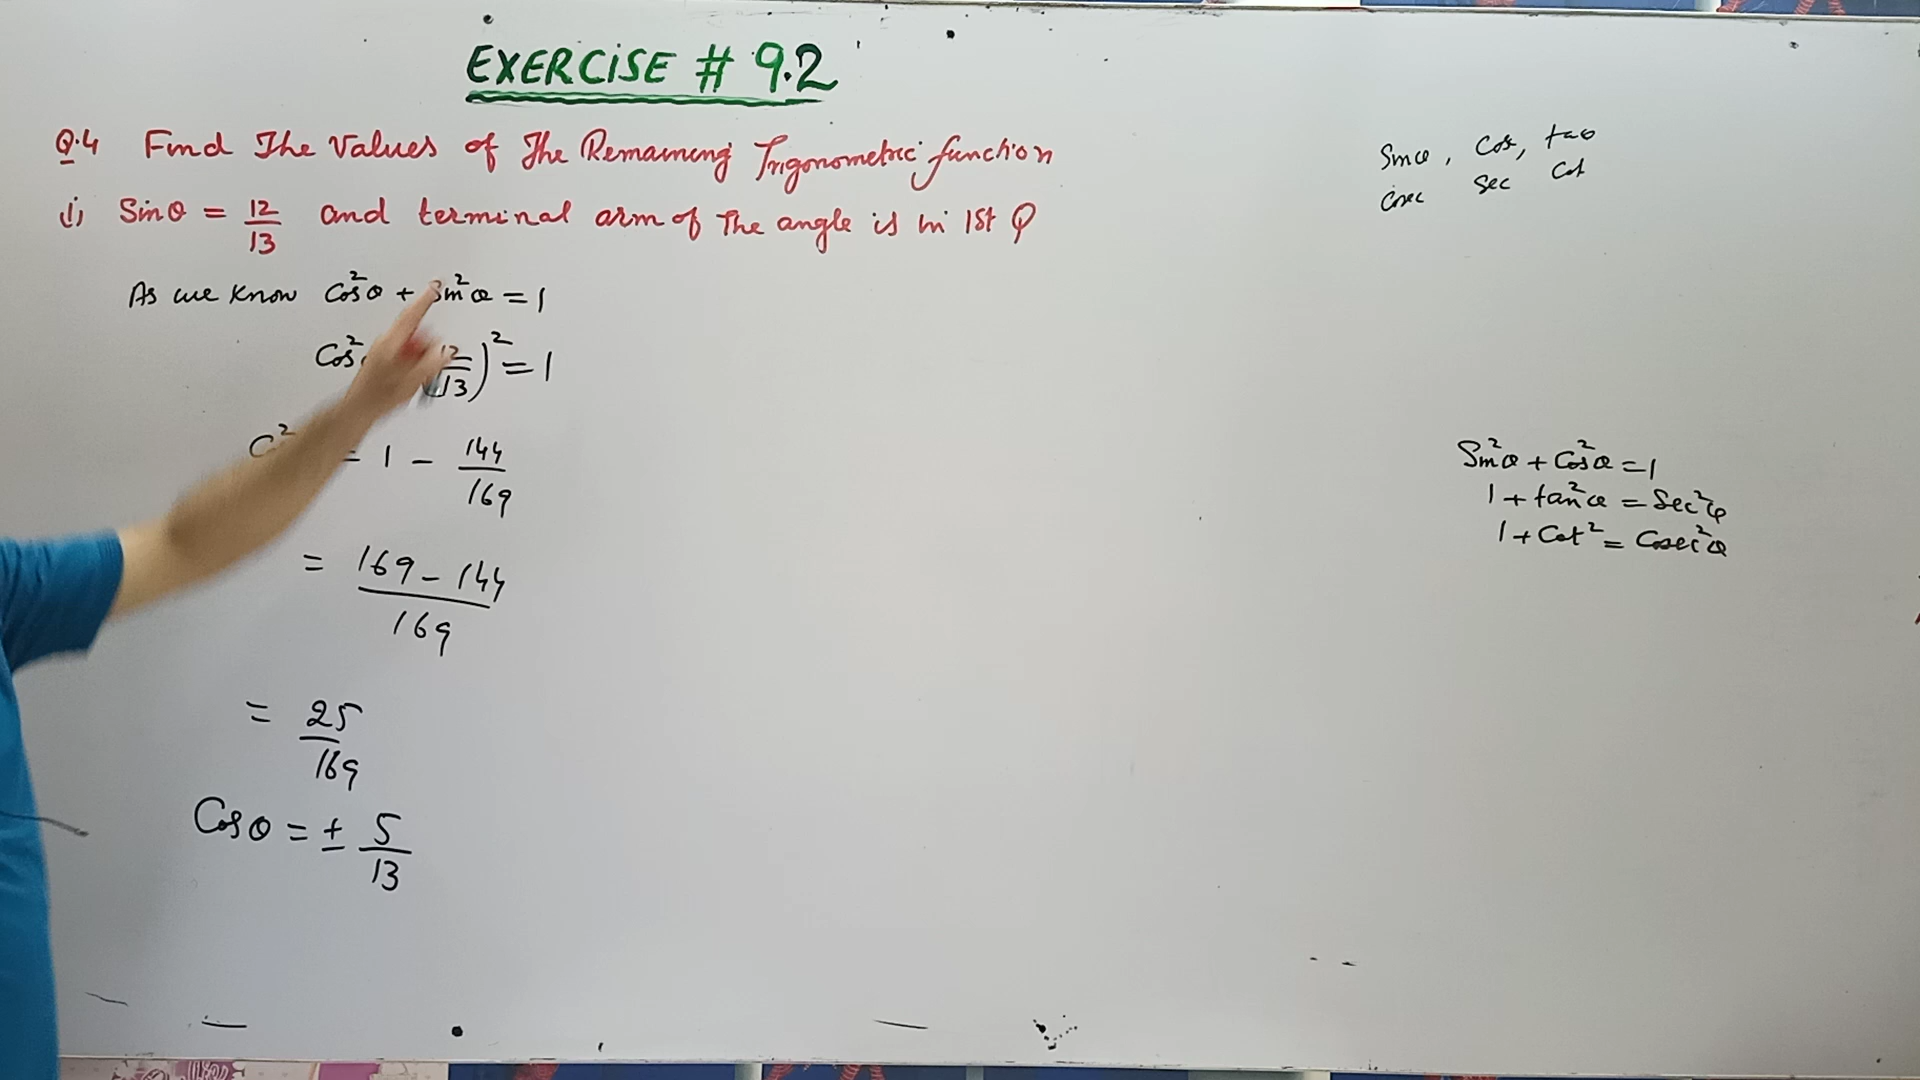 EXERCISE # 9.2
Q.4 Find The Values of The Remaining Trigonometric function
(i) Sinθ = 12/13 and terminal arm of The angle is in 1st Q
Sinθ, Cos, tanθ
Cosec Sec Cot
As we know Cos²θ + Sin²θ = 1
Cos² 12/13)² = 1
C² = 1 - 144/169
= 169-144/169
= 25/169
Cosθ = ± 5/13
Sin²θ + Cos²θ = 1
1 + tan²θ = Sec²θ
1 + Cot² = Cosec²θ